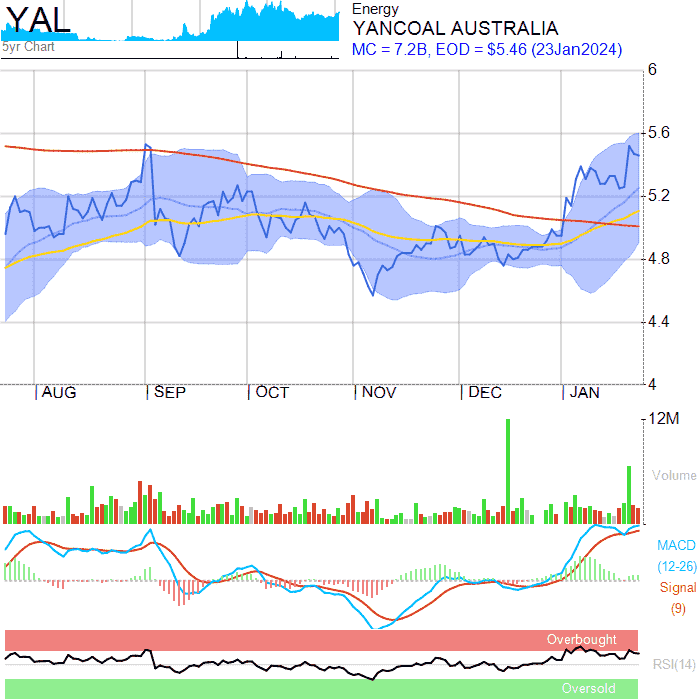 YAL
5yr Chart
Energy
YANCOAL AUSTRALIA
MC = 7.2B, EOD = $5.46 (23Jan2024)
6
5.6
5.2
4.8
4.4
4
AUG SEP OCT NOV DEC JAN
12M
Volume
MACD
(12-26)
Signal
(9)
Overbought
RSI(14)
Oversold